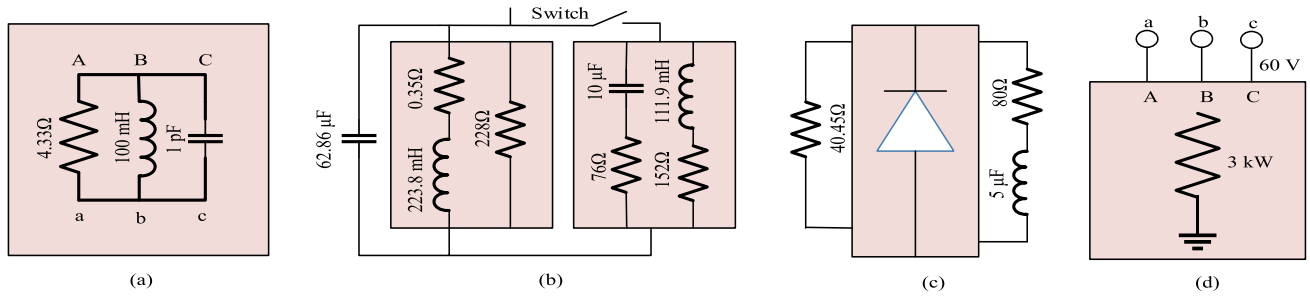 A B C
4.33Ω
100 mH
1 pF
a b c
(a)
Switch
62.86 μF
0.35Ω
223.8 mH
228Ω
10 μF
76Ω
111.9 mH
152Ω
(b)
40.45Ω
80Ω
5 μF
(c)
a b c
60 V
A B C
3 kW
(d)